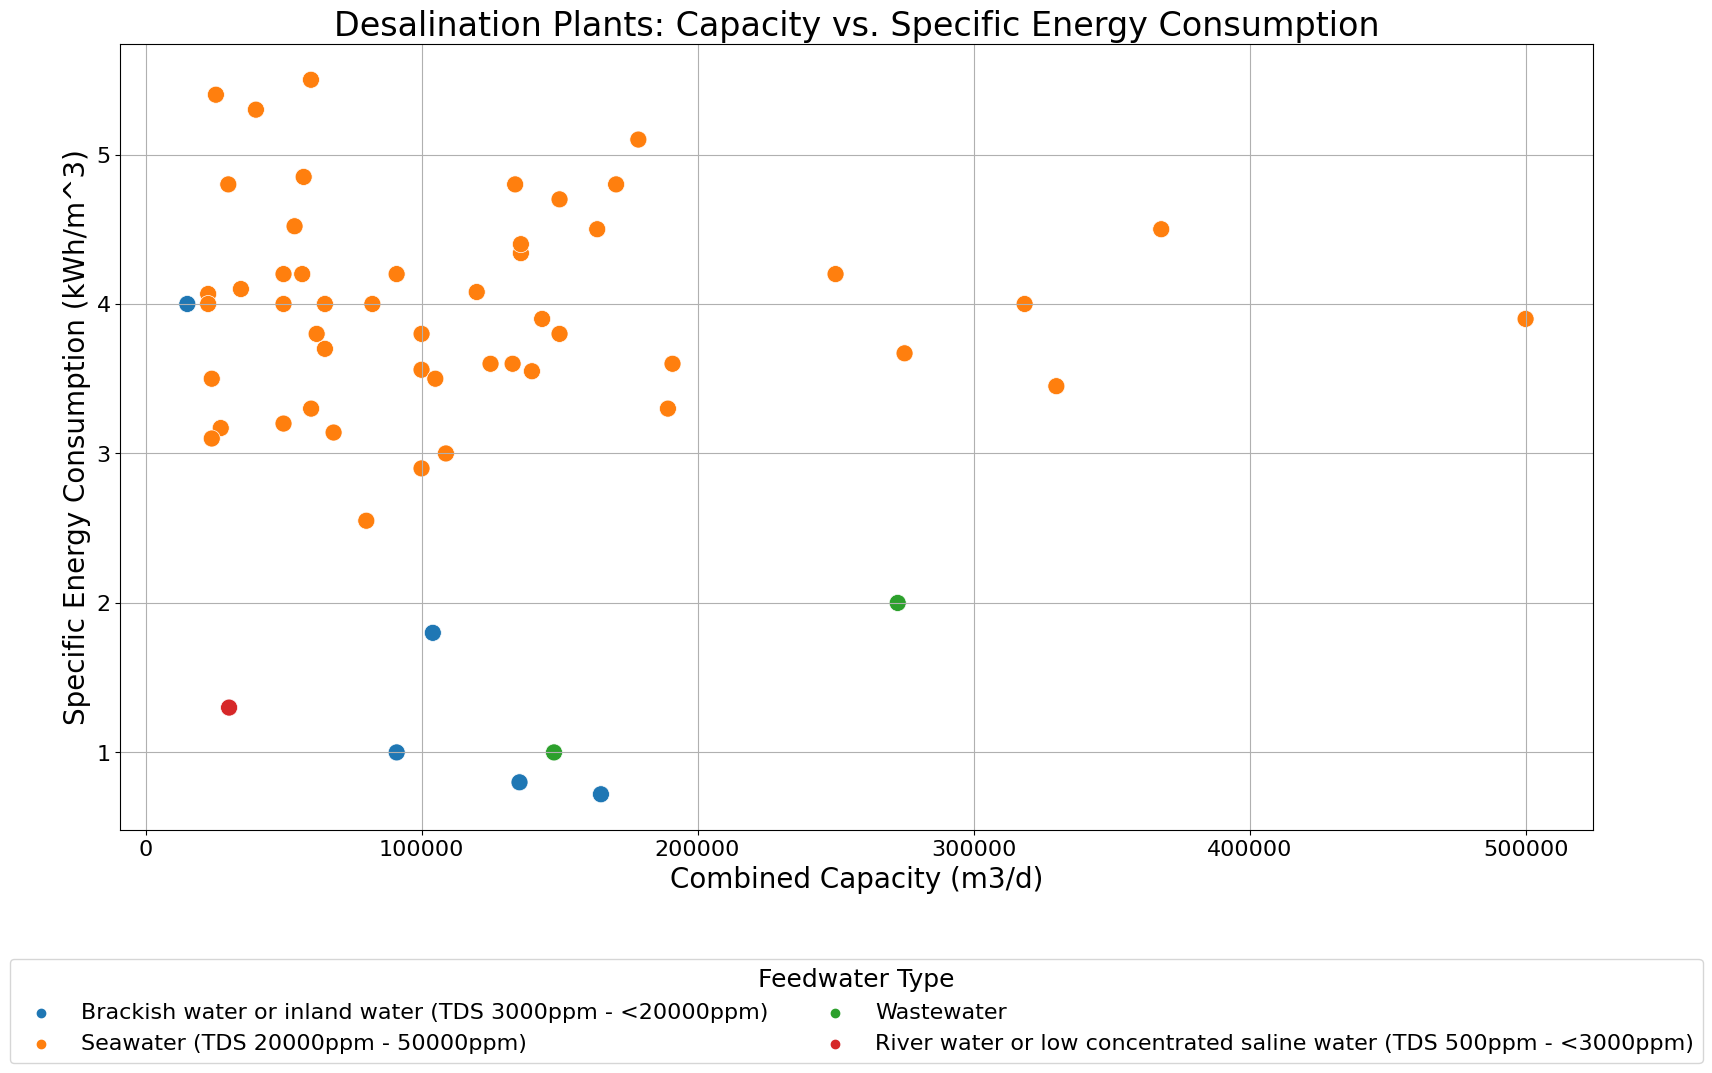 Desalination Plants: Capacity vs. Specific Energy Consumption
Specific Energy Consumption (kWh/m^3)
5
4
3
2
1
0 100000 200000 300000 400000 500000
Combined Capacity (m3/d)
Feedwater Type
Brackish water or inland water (TDS 3000ppm - <20000ppm)
Seawater (TDS 20000ppm - 50000ppm)
Wastewater
River water or low concentrated saline water (TDS 500ppm - <3000ppm)